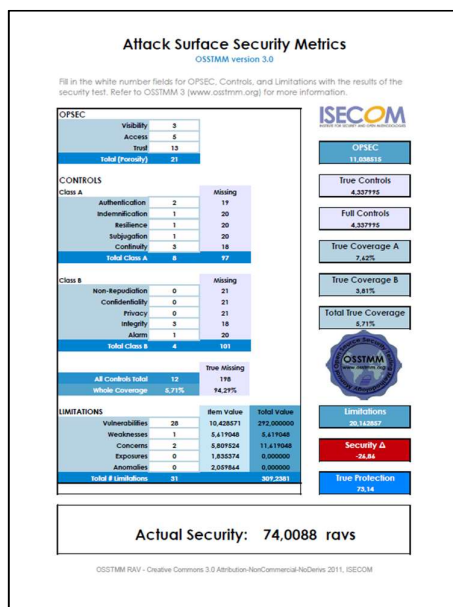 Attack Surface Security Metrics
OSSTMM version 3.0
Fill in the white number fields for OPSEC, Controls, and Limitations with the results of the
security test. Refer to OSSTMM 3 (www.osstmm.org) for more information.
ISECOM
OPSEC
Visibility 3
Access 5
Trust 13
Total (Porosity) 21
CONTROLS
Class A Missing
Authentication 2 19
Indemnification 1 20
Resilience 1 20
Subjugation 1 20
Continuity 3 18
Total Class A 8 97
Class B Missing
Non-Repudiation 0 21
Confidentiality 0 21
Privacy 0 21
Integrity 3 18
Alarm 1 20
Total Class B 4 101
True Missing
All Controls Total 12 198
Whole Coverage 5,71% 94,29%
LIMITATIONS Item Value Total Value
Vulnerabilities 28 10,428571 292,000000
Weaknesses 1 5,619048 5,619048
Concerns 2 5,809524 11,619048
Exposures 0 1,835374 0,000000
Anomalies 0 2,059864 0,000000
Total # Limitations 31 309,2381
OPSEC
11,038515
True Controls
4,337995
Full Controls
4,337995
True Coverage A
7,62%
True Coverage B
3,81%
Total True Coverage
5,71%
OSSTMM
www.osstmm.org
Limitations
20,163857
Security Δ
-26,86
True Protection
73,14
Actual Security: 74,0088 ravs
OSSTMM RAV - Creative Commons 3.0 Attribution-NonCommercial-NoDerivs 2011, ISECOM